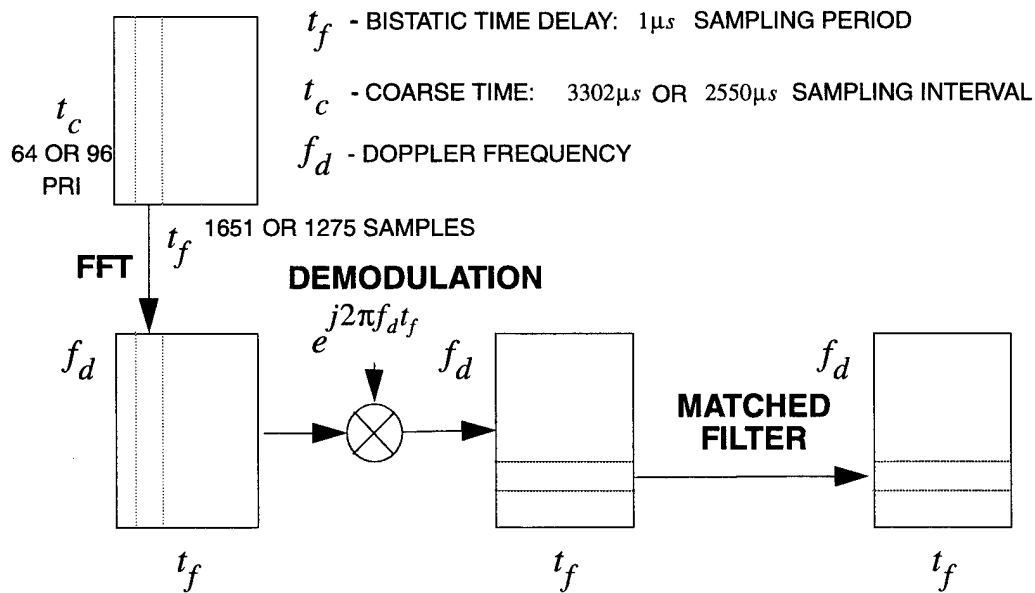 t_f - BISTATIC TIME DELAY: 1μs SAMPLING PERIOD
t_c - COARSE TIME: 3302μs OR 2550μs SAMPLING INTERVAL
f_d - DOPPLER FREQUENCY
t_c
64 OR 96
PRI
t_f 1651 OR 1275 SAMPLES
FFT
DEMODULATION
e^{j2πf_d t_f}
f_d
f_d
f_d
MATCHED
FILTER
t_f
t_f
t_f